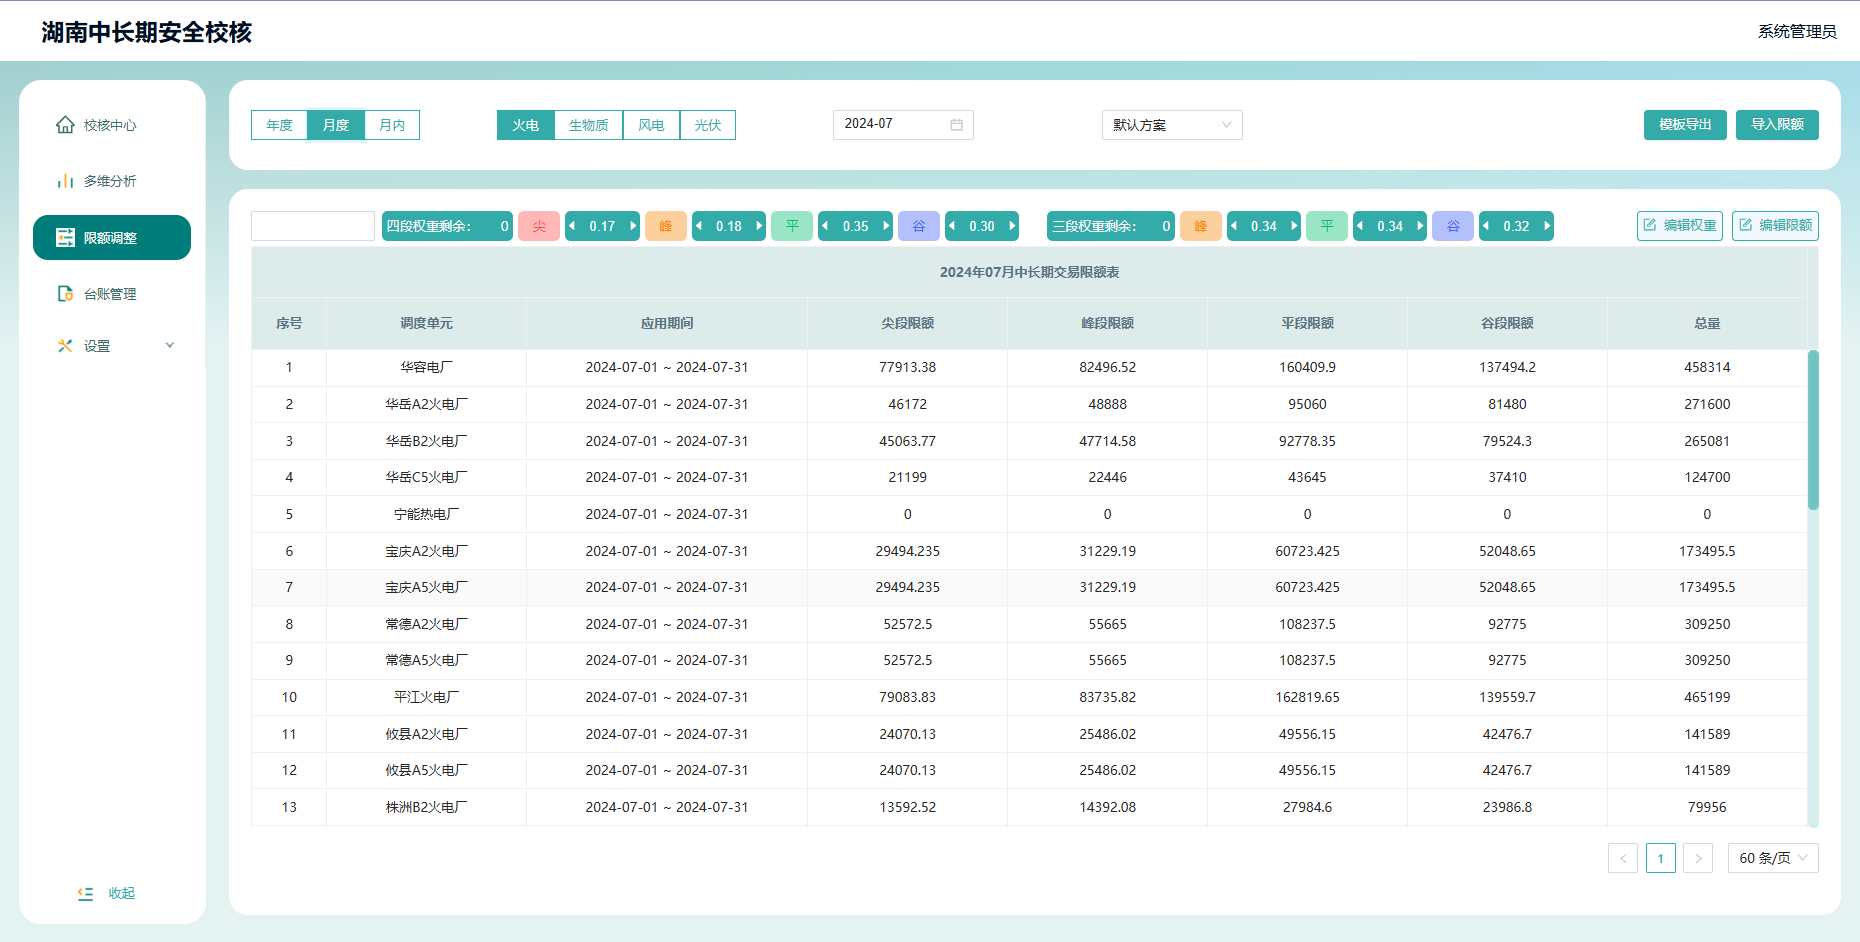 湖南中长期安全校核
系统管理员
校核中心
多维分析
限额调整
台账管理
设置
收起
年度 月度 月内
火电 生物质 风电 光伏
2024-07
默认方案
模板导出 导入限额
四段权重剩余： 0 尖 0.17 峰 0.18 平 0.35 谷 0.30
三段权重剩余： 0 峰 0.34 平 0.34 谷 0.32
编辑权重 编辑限额
2024年07月中长期交易限额表
序号 调度单元 应用期间 尖段限额 峰段限额 平段限额 谷段限额 总量
1 华容电厂 2024-07-01 ~ 2024-07-31 77913.38 82496.52 160409.9 137494.2 458314
2 华岳A2火电厂 2024-07-01 ~ 2024-07-31 46172 48888 95060 81480 271600
3 华岳B2火电厂 2024-07-01 ~ 2024-07-31 45063.77 47714.58 92778.35 79524.3 265081
4 华岳C5火电厂 2024-07-01 ~ 2024-07-31 21199 22446 43645 37410 124700
5 宁能热电厂 2024-07-01 ~ 2024-07-31 0 0 0 0 0
6 宝庆A2火电厂 2024-07-01 ~ 2024-07-31 29494.235 31229.19 60723.425 52048.65 173495.5
7 宝庆A5火电厂 2024-07-01 ~ 2024-07-31 29494.235 31229.19 60723.425 52048.65 173495.5
8 常德A2火电厂 2024-07-01 ~ 2024-07-31 52572.5 55665 108237.5 92775 309250
9 常德A5火电厂 2024-07-01 ~ 2024-07-31 52572.5 55665 108237.5 92775 309250
10 平江火电厂 2024-07-01 ~ 2024-07-31 79083.83 83735.82 162819.65 139559.7 465199
11 攸县A2火电厂 2024-07-01 ~ 2024-07-31 24070.13 25486.02 49556.15 42476.7 141589
12 攸县A5火电厂 2024-07-01 ~ 2024-07-31 24070.13 25486.02 49556.15 42476.7 141589
13 株洲B2火电厂 2024-07-01 ~ 2024-07-31 13592.52 14392.08 27984.6 23986.8 79956
< 1 > 60 条/页